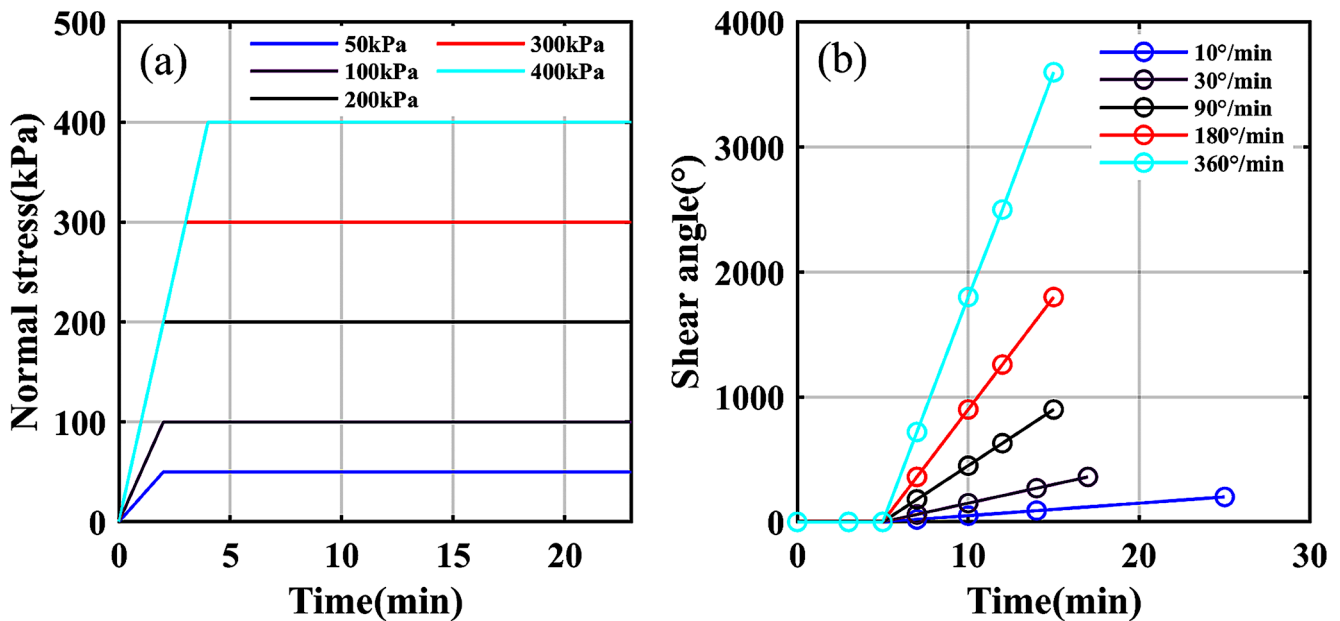 (a)
Normal stress(kPa)
500
400
300
200
100
0
50kPa
300kPa
100kPa
400kPa
200kPa
0
5
10
15
20
Time(min)
(b)
Shear angle(°)
4000
3000
2000
1000
0
10°/min
30°/min
90°/min
180°/min
360°/min
0
10
20
30
Time(min)